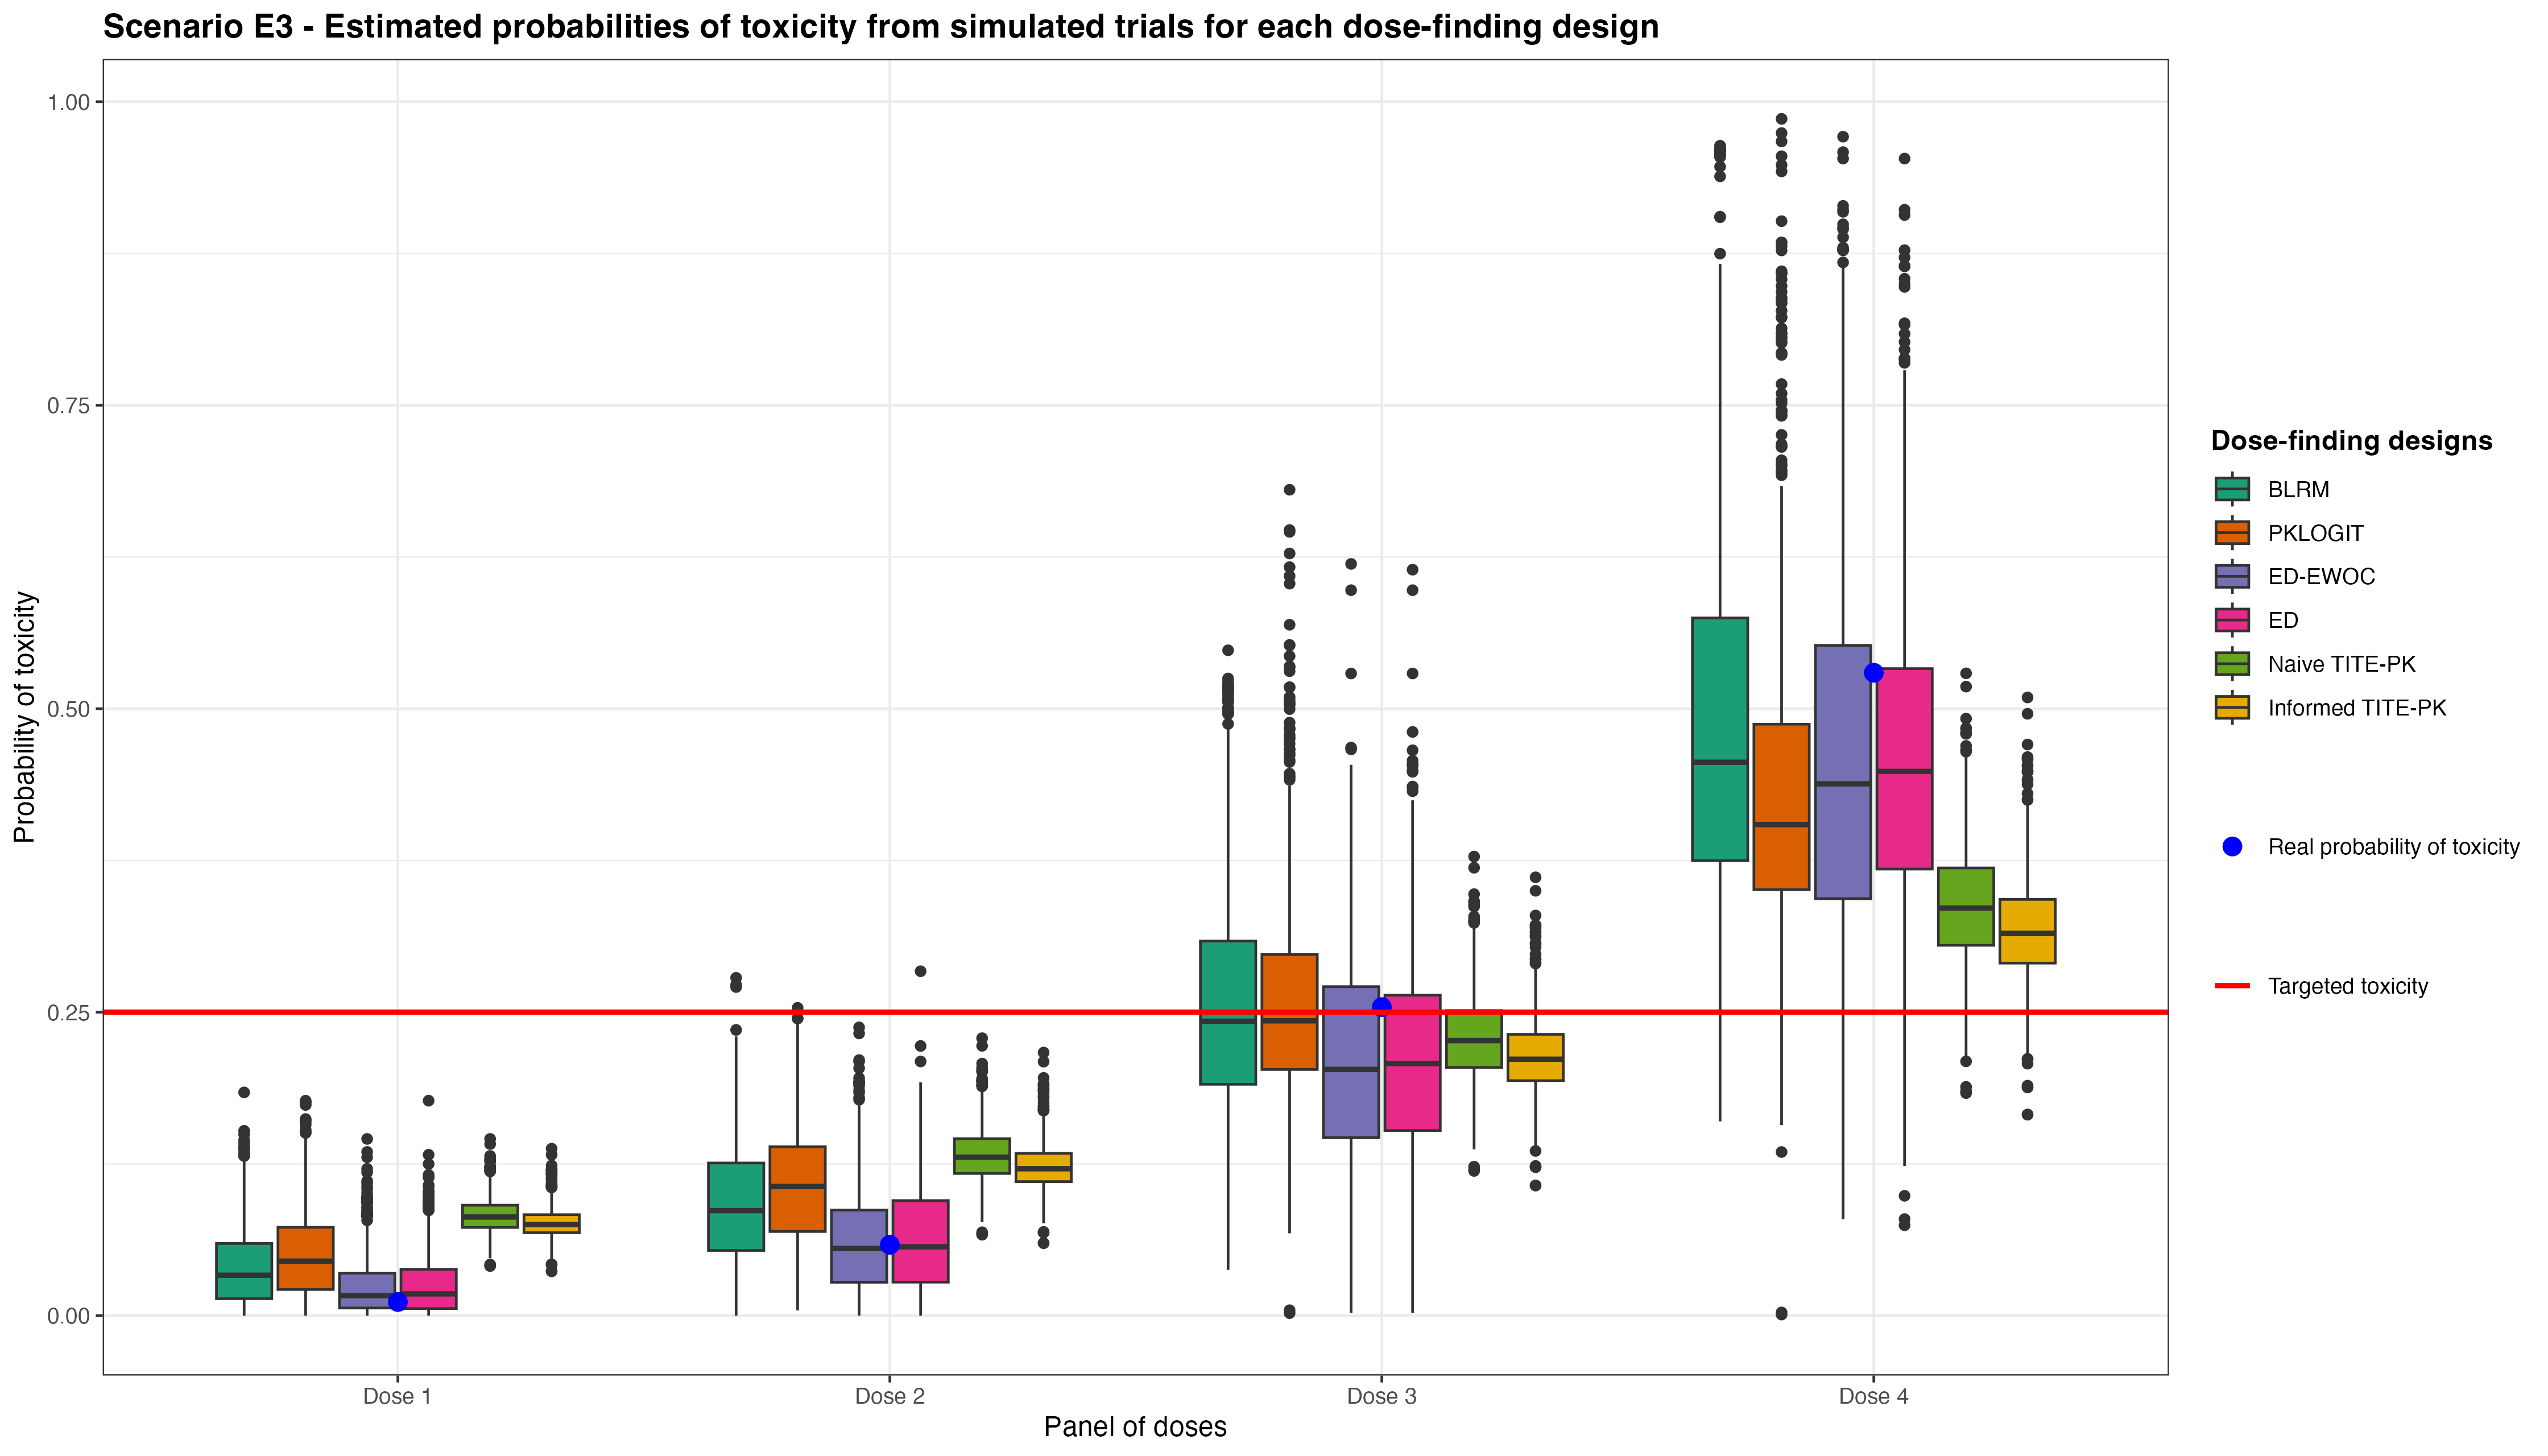 Scenario E3 - Estimated probabilities of toxicity from simulated trials for each dose-finding design
1.00
0.75
0.50
0.25
0.00
Probability of toxicity
Dose 1
Dose 2
Dose 3
Dose 4
Panel of doses
Dose-finding designs
BLRM
PKLOGIT
ED-EWOC
ED
Naive TITE-PK
Informed TITE-PK
Real probability of toxicity
Targeted toxicity